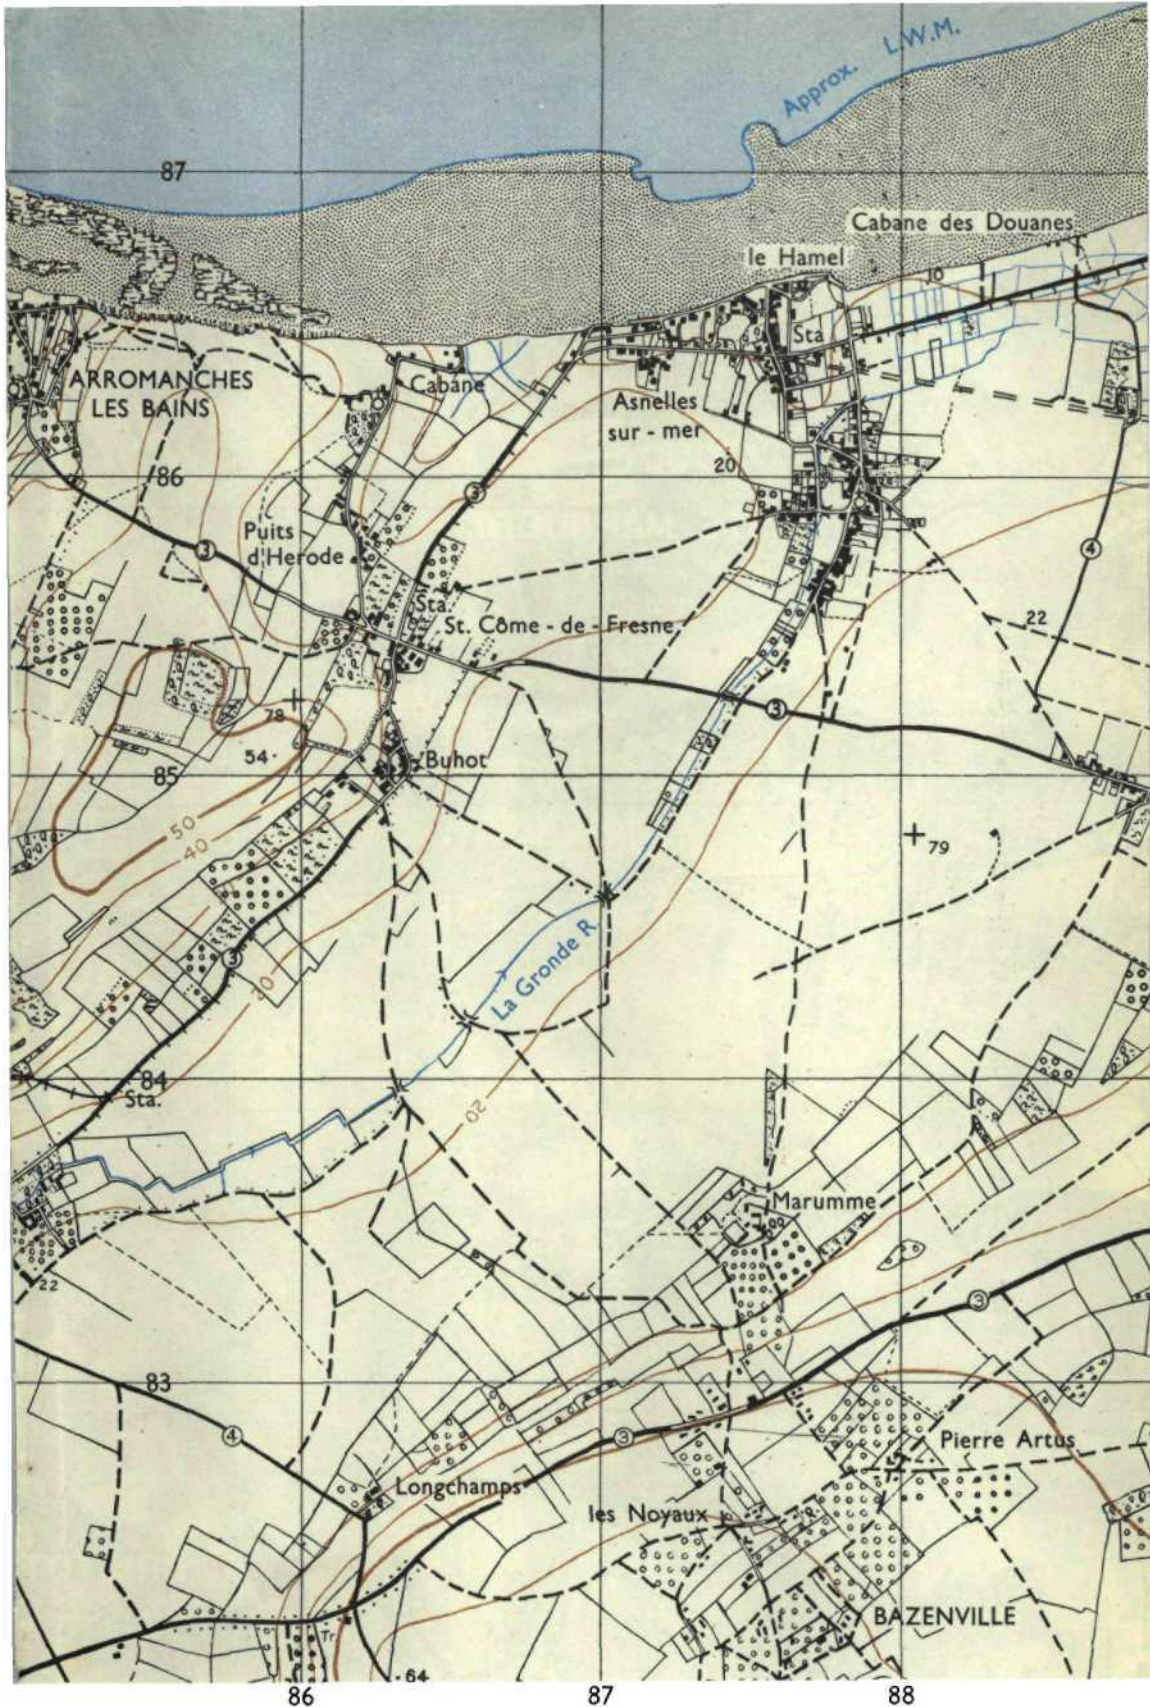 Approx. L.W.M.
87
Cabane des Douanes
le Hamel
10
Sta
ARROMANCHES
LES BAINS
Cabane
Asnelles
sur - mer
20
86
3
Puits
d'Herode
3
4
Sta.
St. Côme - de - Fresne
22
78
3
54
Buhot
85
50
40
79
3
30
La Gronde R.
84
Sta.
20
Marumme
22
3
83
4
3
Pierre Artus
Longchamps
les Noyaux
BAZENVILLE
Tr
64
86
87
88